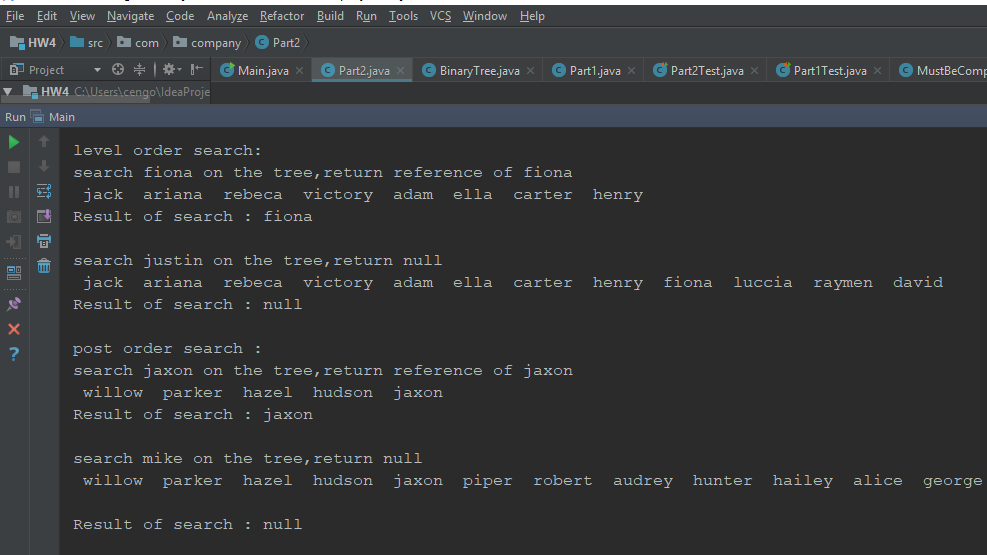 File Edit View Navigate Code Analyze Refactor Build Run Tools VCS Window Help
HW4 src com company Part2
Project Main.java Part2.java BinaryTree.java Part1.java Part2Test.java Part1Test.java MustBeComp
HW4 C:\Users\cengo\IdeaProje
Run Main
level order search:
search fiona on the tree,return reference of fiona
jack ariana rebeca victory adam ella carter henry
Result of search : fiona
search justin on the tree,return null
jack ariana rebeca victory adam ella carter henry fiona luccia raymen david
Result of search : null
post order search :
search jaxon on the tree,return reference of jaxon
willow parker hazel hudson jaxon
Result of search : jaxon
search mike on the tree,return null
willow parker hazel hudson jaxon piper robert audrey hunter hailey alice george
Result of search : null